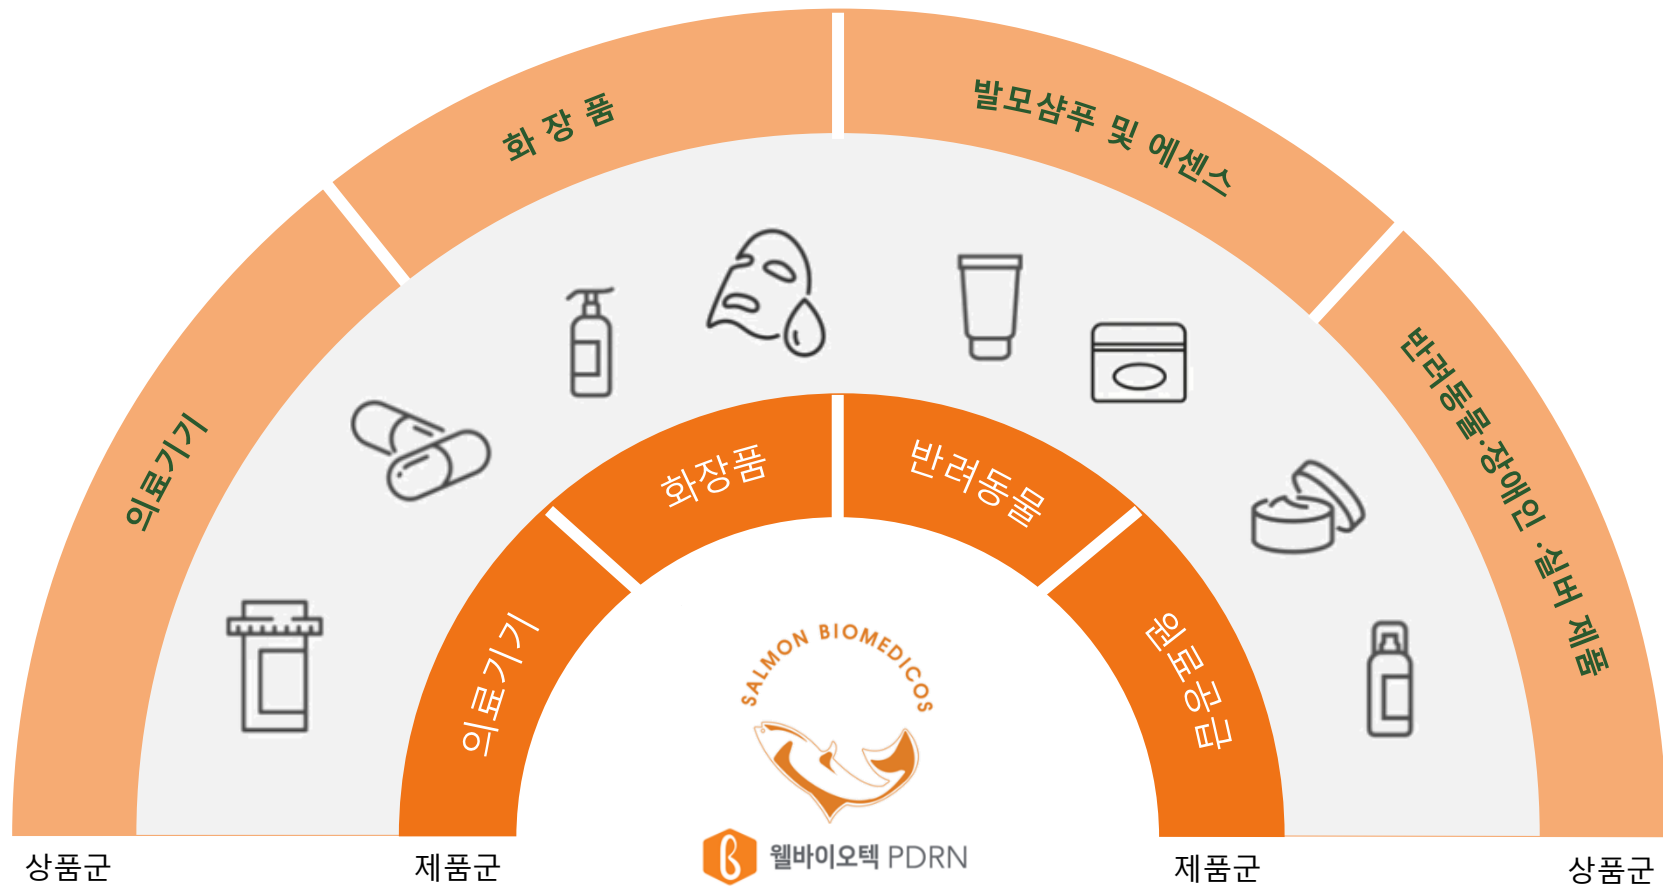 화 장 품
발모샴푸 및 에센스
의료기기
반려동물·장애인 ·실버 제품
화장품
반려동물
의료기기
원료공급
SALMON BIOMEDICOS
웰바이오텍 PDRN
상품군
제품군
제품군
상품군